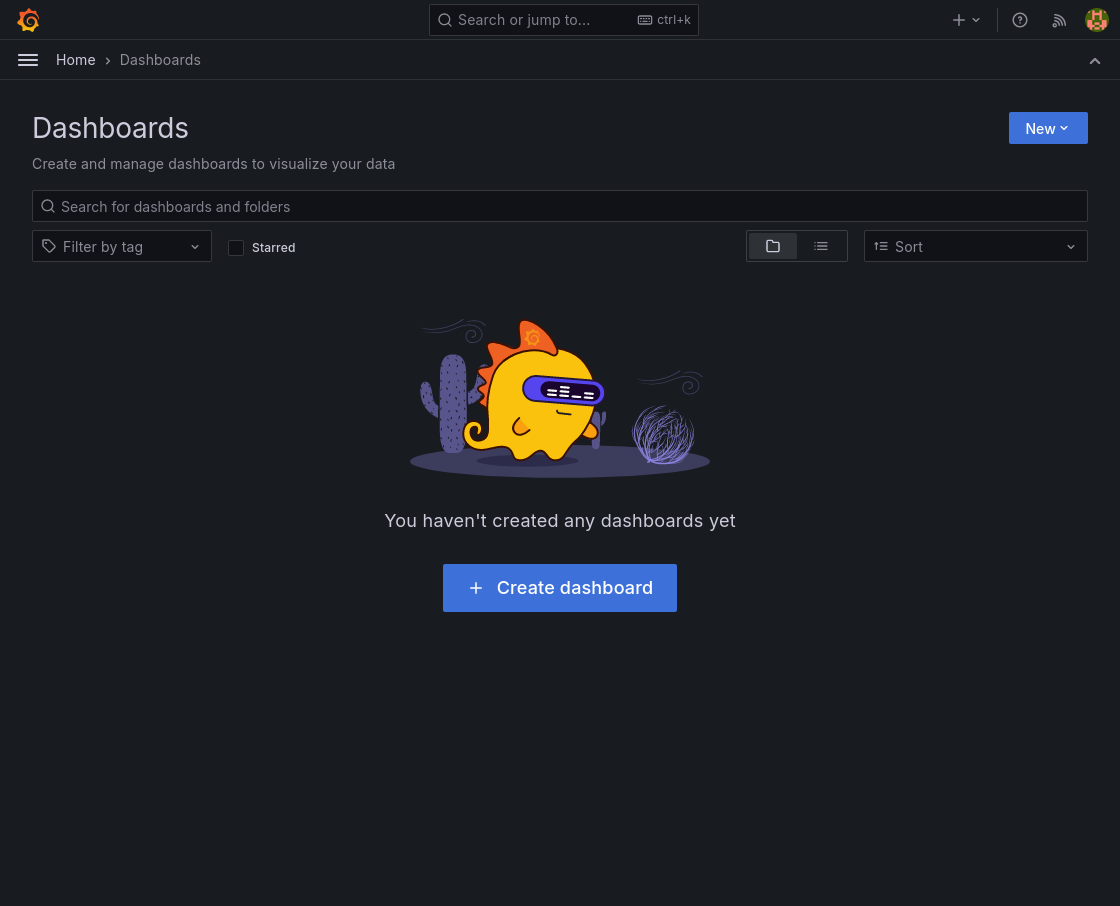 Search or jump to...
ctrl+k
Home
Dashboards
Dashboards
New
Create and manage dashboards to visualize your data
Search for dashboards and folders
Filter by tag
Starred
Sort
You haven't created any dashboards yet
Create dashboard